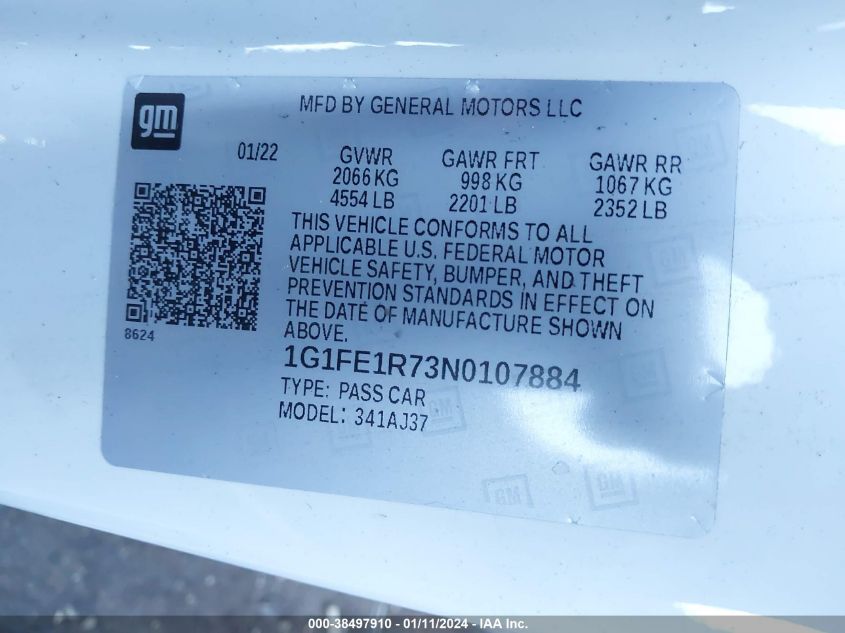 gm
MFD BY GENERAL MOTORS LLC
01/22 GVWR GAWR FRT GAWR RR
2066 KG 998 KG 1067 KG
4554 LB 2201 LB 2352 LB
THIS VEHICLE CONFORMS TO ALL
APPLICABLE U.S. FEDERAL MOTOR
VEHICLE SAFETY, BUMPER, AND THEFT
PREVENTION STANDARDS IN EFFECT ON
THE DATE OF MANUFACTURE SHOWN
ABOVE.
8624
1G1FE1R73N0107884
TYPE: PASS CAR
MODEL: 341AJ37
GM GM
000-38497910 - 01/11/2024 - IAA Inc.